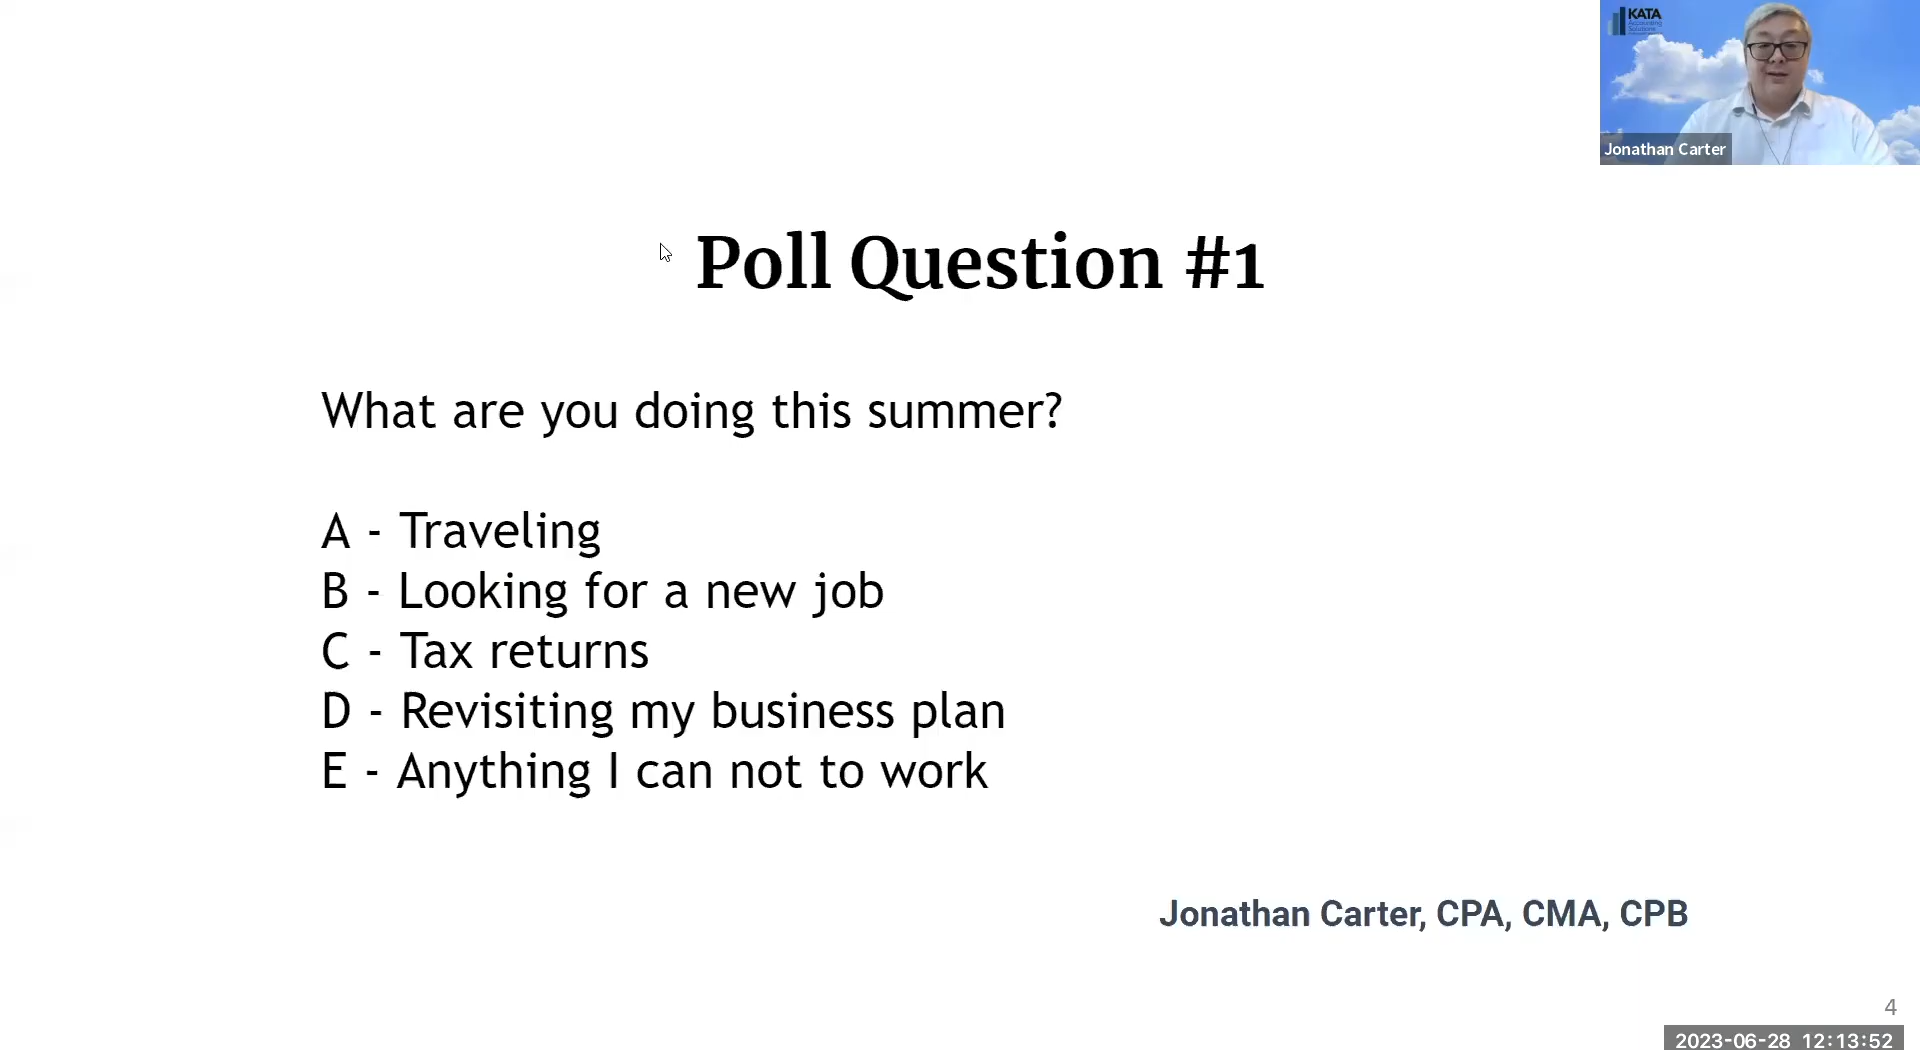 KATA
Accounting
Solutions
Jonathan Carter
Poll Question #1
What are you doing this summer?
A - Traveling
B - Looking for a new job
C - Tax returns
D - Revisiting my business plan
E - Anything I can not to work
Jonathan Carter, CPA, CMA, CPB
4
2023-06-28 12:13:52